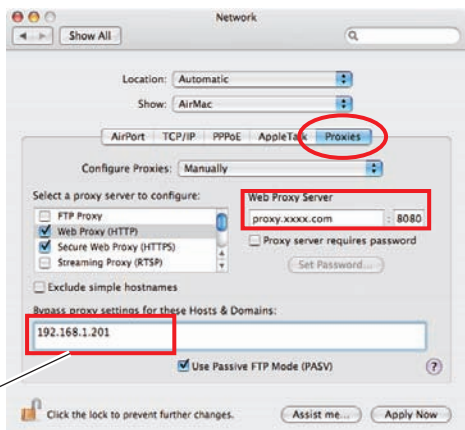 Network
Show All
Location: Automatic
Show: AirMac
AirPort TCP/IP PPPoE AppleTalk Proxies
Configure Proxies: Manually
Select a proxy server to configure:
FTP Proxy
Web Proxy (HTTP)
Secure Web Proxy (HTTPS)
Streaming Proxy (RTSP)
Web Proxy Server
proxy.xxxx.com : 8080
Proxy server requires password
Set Password...
Exclude simple hostnames
Bypass proxy settings for these Hosts & Domains:
192.168.1.201
Use Passive FTP Mode (PASV)
?
Click the lock to prevent further changes.
Assist me...
Apply Now